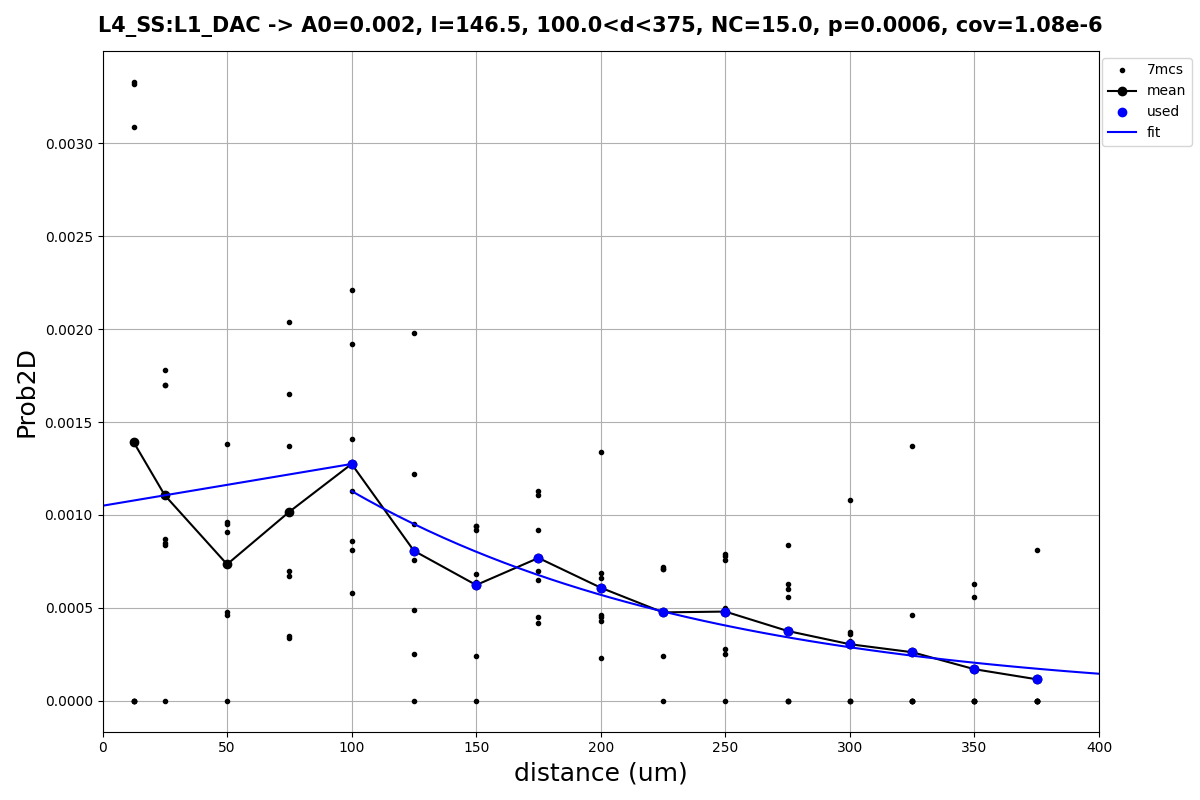 L4_SS:L1_DAC -> A0=0.002, l=146.5, 100.0<d<375, NC=15.0, p=0.0006, cov=1.08e-6
7mcs
mean
used
fit
0.0030
0.0025
0.0020
0.0015
0.0010
0.0005
0.0000
Prob2D
0 50 100 150 200 250 300 350 400
distance (um)